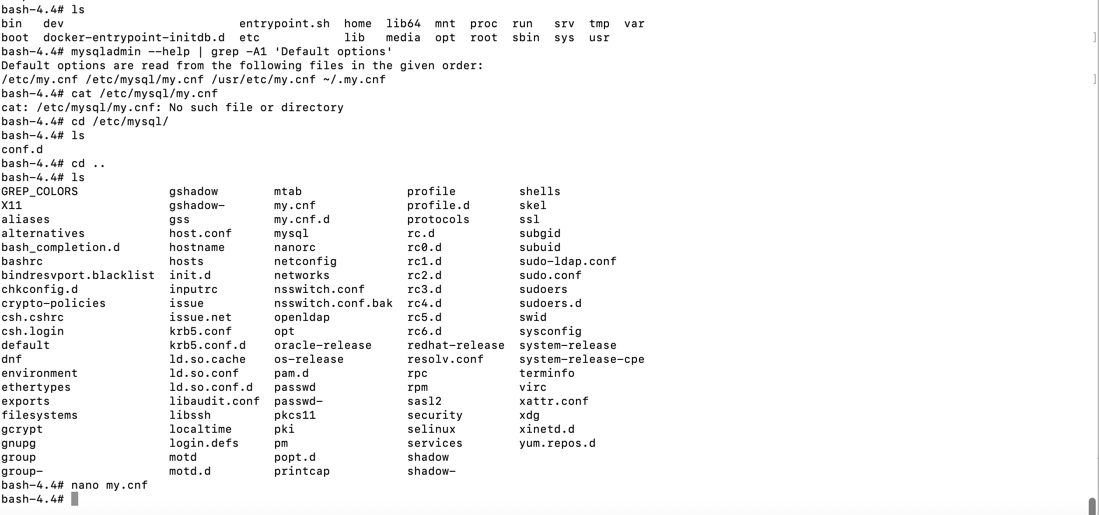 bash-4.4# ls
bin   dev                         entrypoint.sh  home  lib64  mnt  proc  run   srv  tmp  var
boot  docker-entrypoint-initdb.d  etc            lib   media  opt  root  sbin  sys  usr
bash-4.4# mysqladmin --help | grep -A1 'Default options'
Default options are read from the following files in the given order:
/etc/my.cnf /etc/mysql/my.cnf /usr/etc/my.cnf ~/.my.cnf
bash-4.4# cat /etc/mysql/my.cnf
cat: /etc/mysql/my.cnf: No such file or directory
bash-4.4# cd /etc/mysql/
bash-4.4# ls
conf.d
bash-4.4# cd ..
bash-4.4# ls
GREP_COLORS             gshadow        mtab               profile         shells
X11                     gshadow-       my.cnf             profile.d       skel
aliases                 gss            my.cnf.d           protocols       ssl
alternatives            host.conf      mysql              rc.d            subgid
bash_completion.d       hostname       nanorc             rc0.d           subuid
bashrc                  hosts          netconfig          rc1.d           sudo-ldap.conf
bindresvport.blacklist  init.d         networks           rc2.d           sudo.conf
chkconfig.d             inputrc        nsswitch.conf      rc3.d           sudoers
crypto-policies         issue          nsswitch.conf.bak  rc4.d           sudoers.d
csh.cshrc               issue.net      openldap           rc5.d           swid
csh.login               krb5.conf      opt                rc6.d           sysconfig
default                 krb5.conf.d    oracle-release     redhat-release  system-release
dnf                     ld.so.cache    os-release         resolv.conf     system-release-cpe
environment             ld.so.conf     pam.d              rpc             terminfo
ethertypes              ld.so.conf.d   passwd             rpm             virc
exports                 libaudit.conf  passwd-            sasl2           xattr.conf
filesystems             libssh         pkcs11             security        xdg
gcrypt                  localtime      pki                selinux         xinetd.d
gnupg                   login.defs     pm                 services        yum.repos.d
group                   motd           popt.d             shadow
group-                  motd.d         printcap           shadow-
bash-4.4# nano my.cnf
bash-4.4#